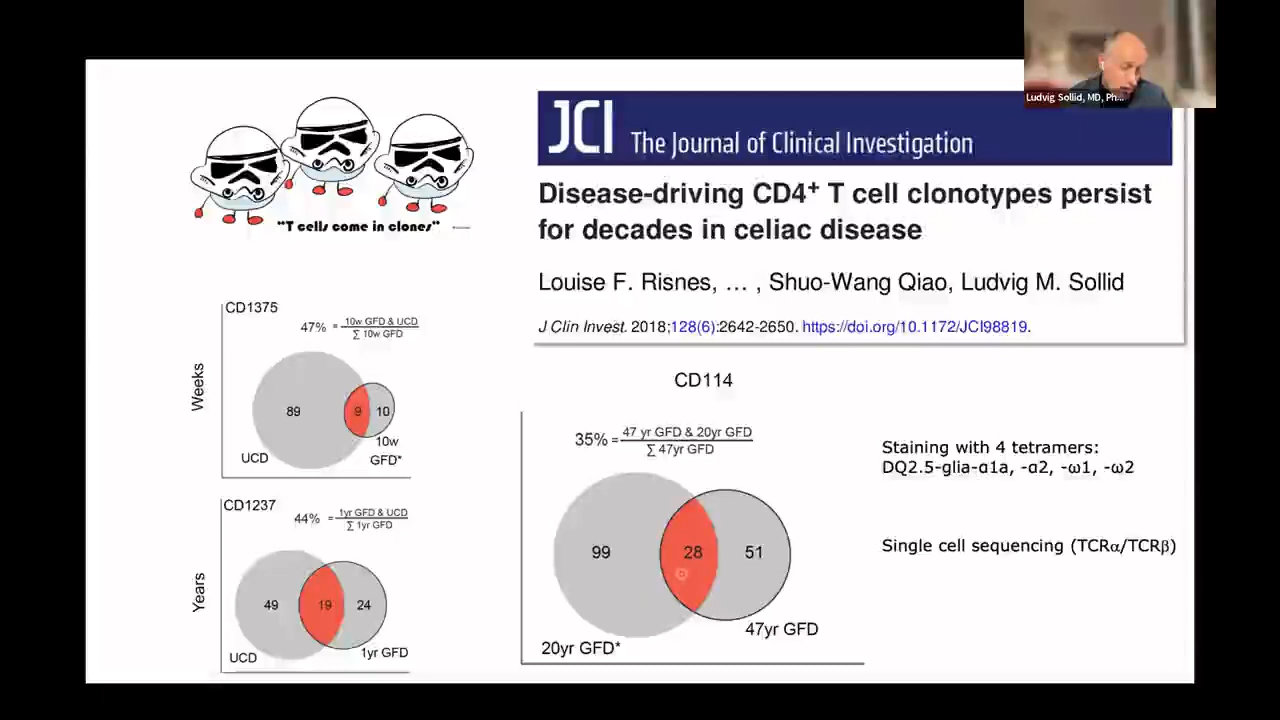 Ludvig Sollid, MD, Ph...
JCI The Journal of Clinical Investigation
Disease-driving CD4⁺ T cell clonotypes persist
for decades in celiac disease
Louise F. Risnes, … , Shuo-Wang Qiao, Ludvig M. Sollid
J Clin Invest. 2018;128(6):2642-2650. https://doi.org/10.1172/JCI98819.
"T cells come in clones"
CD1375
47% = 10w GFD & UCD
∑ 10w GFD
Weeks
89
9
10
UCD
10w
GFD*
CD1237
44% = 1yr GFD & UCD
∑ 1yr GFD
Years
49
19
24
UCD
1yr GFD
CD114
35% = 47 yr GFD & 20yr GFD
∑ 47yr GFD
99
28
51
47yr GFD
20yr GFD*
Staining with 4 tetramers:
DQ2.5-glia-α1a, -α2, -ω1, -ω2
Single cell sequencing (TCRα/TCRβ)